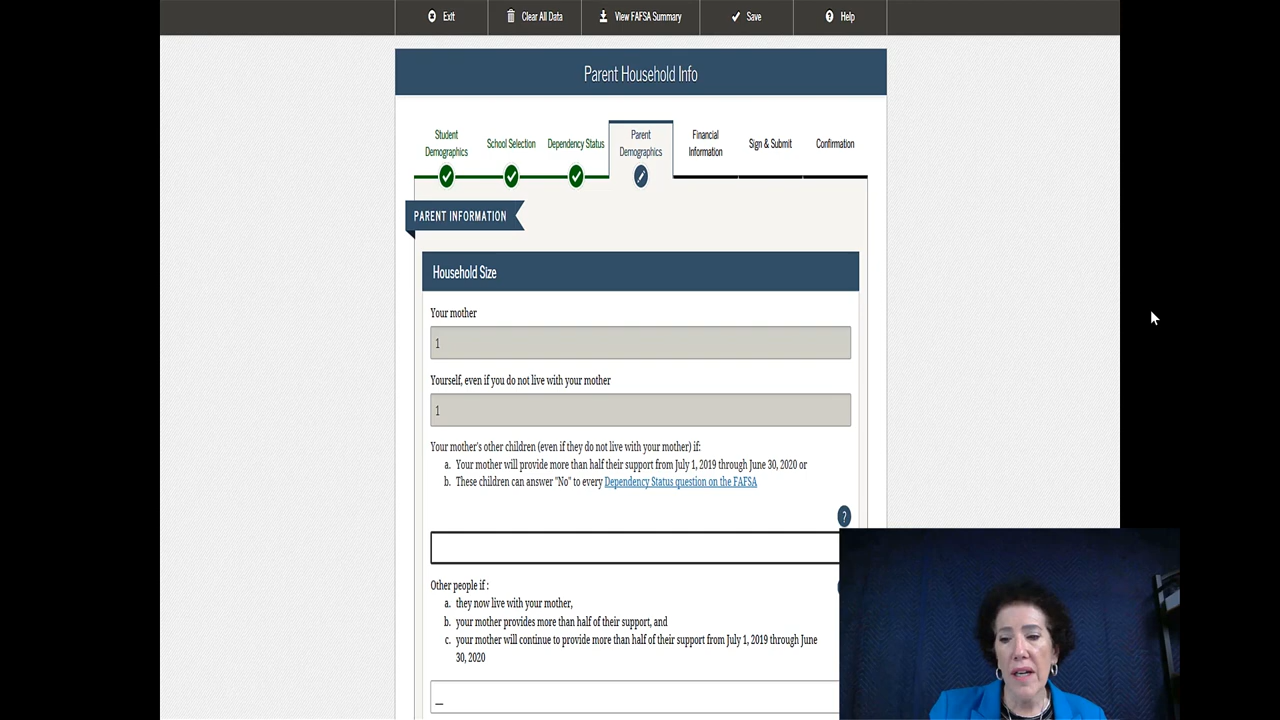 Exit
Clear All Data
View FAFSA Summary
Save
Help
Parent Household Info
Student
Demographics
School Selection
Dependency Status
Parent
Demographics
Financial
Information
Sign & Submit
Confirmation
PARENT INFORMATION
Household Size
Your mother
1
Yourself, even if you do not live with your mother
1
Your mother's other children (even if they do not live with your mother) if:
a. Your mother will provide more than half their support from July 1, 2019 through June 30, 2020 or
b. These children can answer "No" to every Dependency Status question on the FAFSA
?
Other people if :
a. they now live with your mother,
b. your mother provides more than half of their support, and
c. your mother will continue to provide more than half of their support from July 1, 2019 through June
30, 2020